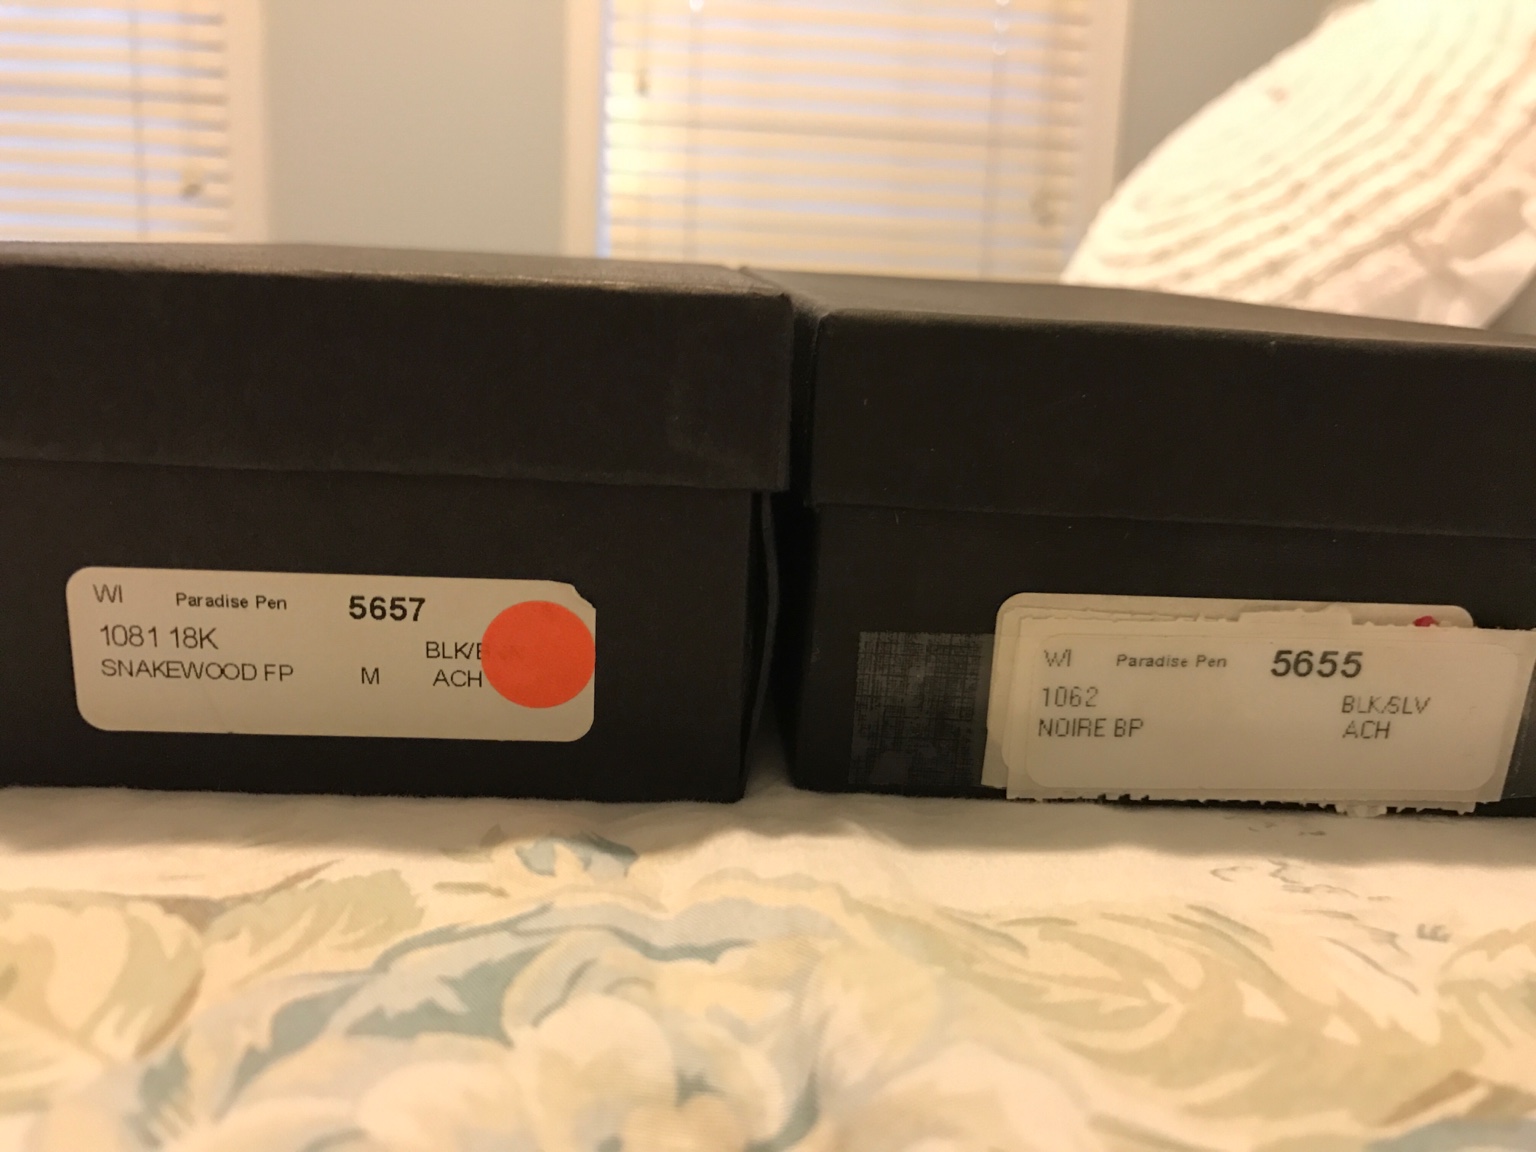 WI Paradise Pen 5657
1081 18K
BLK/
SNAKEWOOD FP M ACH
WI Paradise Pen 5655
1062 BLK/SLV
NOIRE BP ACH